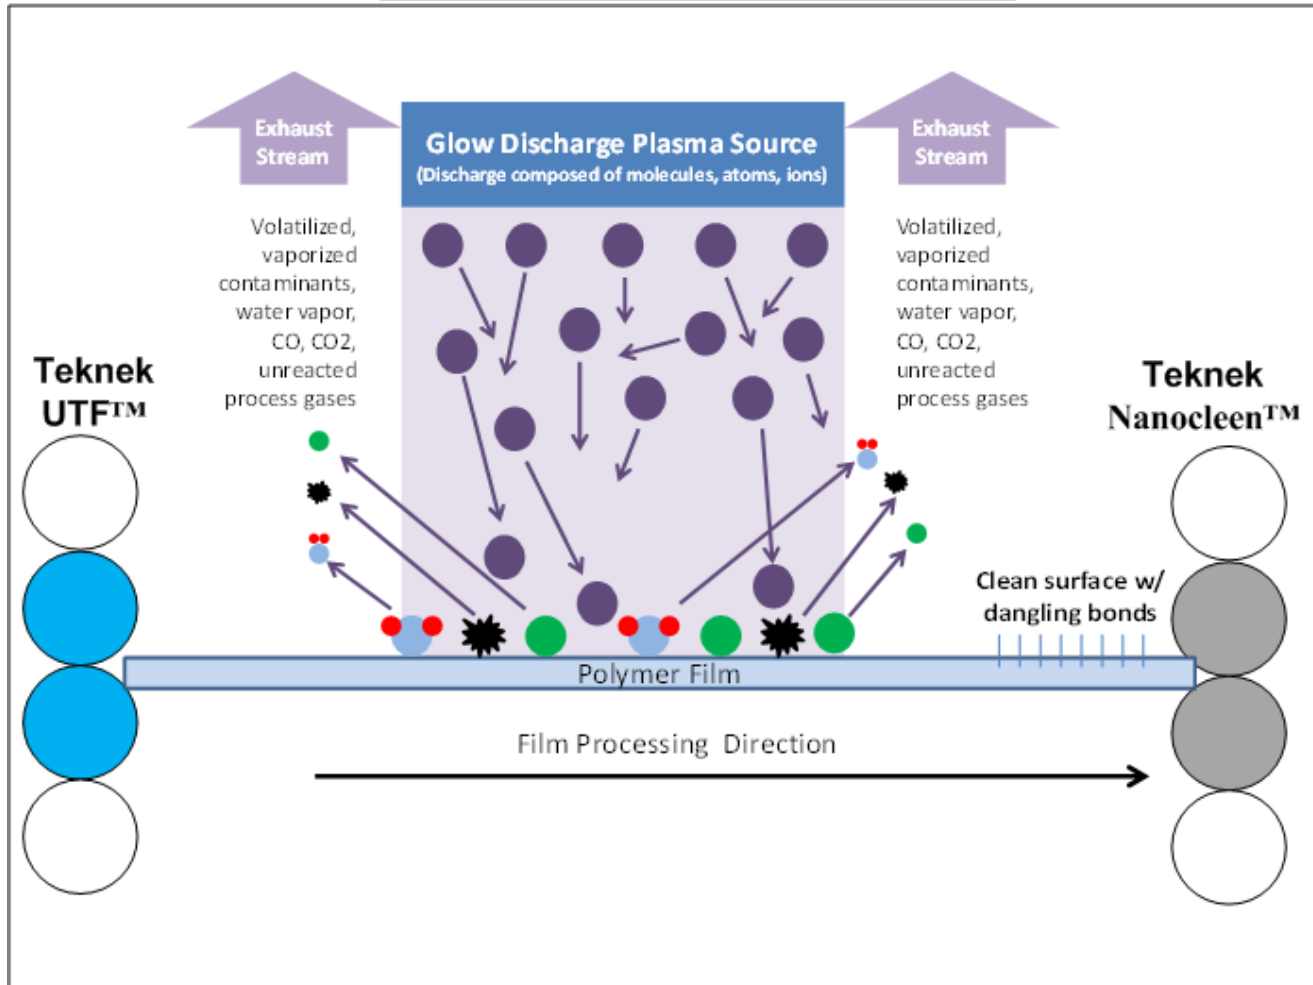 Exhaust
Stream
Glow Discharge Plasma Source
(Discharge composed of molecules, atoms, ions)
Exhaust
Stream
Volatilized,
vaporized
contaminants,
water vapor,
CO, CO2,
unreacted
process gases
Volatilized,
vaporized
contaminants,
water vapor,
CO, CO2,
unreacted
process gases
Teknek
UTF™
Teknek
Nanocleen™
Clean surface w/
dangling bonds
Polymer Film
Film Processing Direction